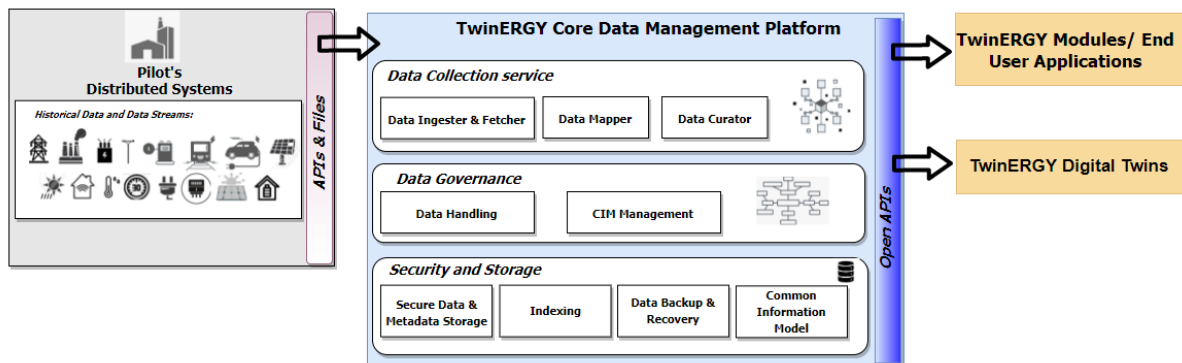 Pilot's
Distributed Systems
Historical Data and Data Streams:
APIs & Files
TwinERGY Core Data Management Platform
Data Collection service
Data Ingester & Fetcher
Data Mapper
Data Curator
Data Governance
Data Handling
CIM Management
Security and Storage
Secure Data &
Metadata Storage
Indexing
Data Backup &
Recovery
Common
Information
Model
Open APIs
TwinERGY Modules/ End
User Applications
TwinERGY Digital Twins